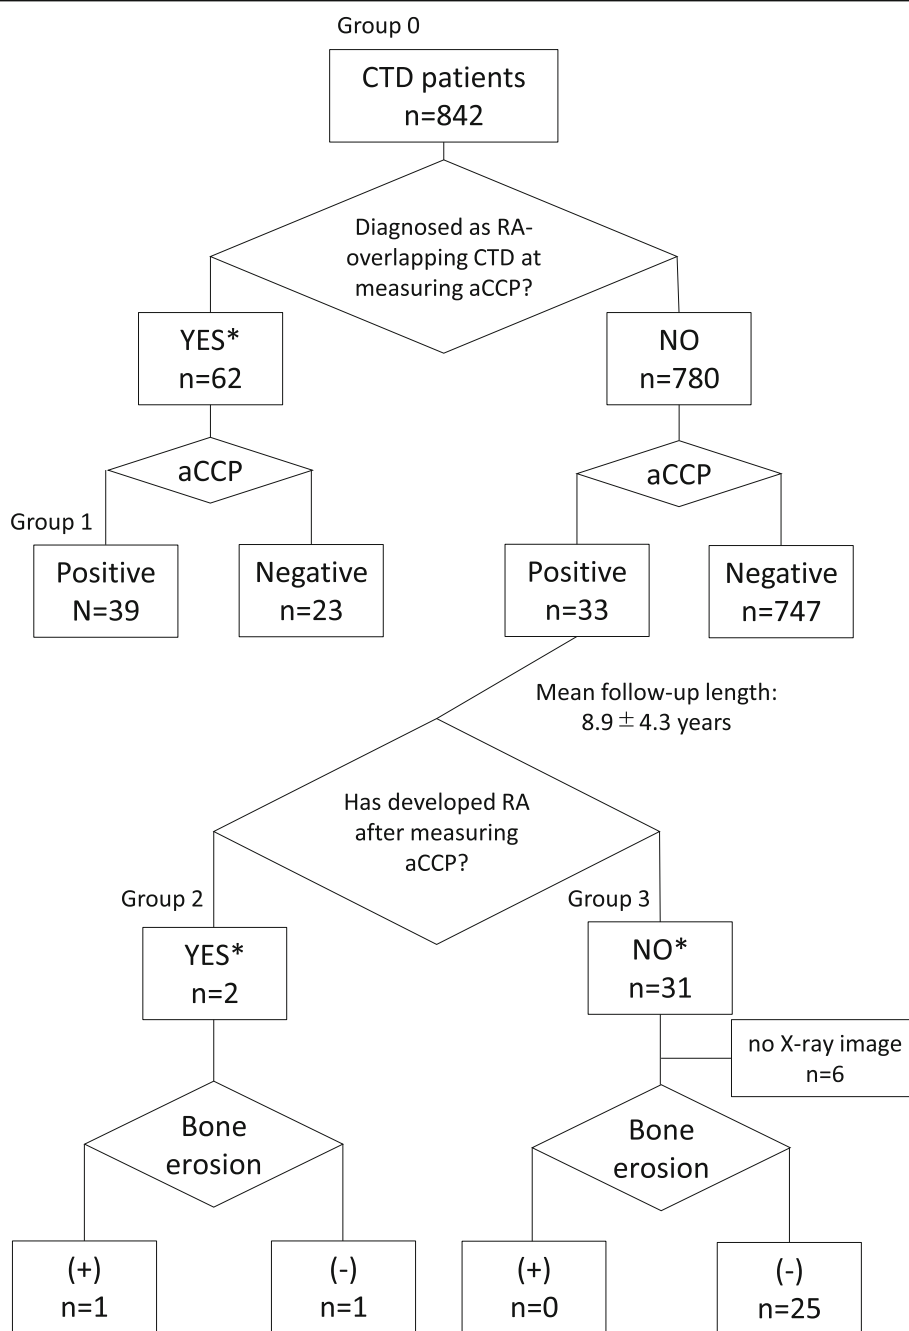 Group 0
CTD patients
n=842
Diagnosed as RA-
overlapping CTD at
measuring aCCP?
YES*
n=62
NO
n=780
aCCP
aCCP
Group 1
Positive
N=39
Negative
n=23
Positive
n=33
Negative
n=747
Mean follow-up length:
8.9 ± 4.3 years
Has developed RA
after measuring
aCCP?
Group 2
YES*
n=2
Group 3
NO*
n=31
no X-ray image
n=6
Bone
erosion
Bone
erosion
(+)
n=1
(-)
n=1
(+)
n=0
(-)
n=25